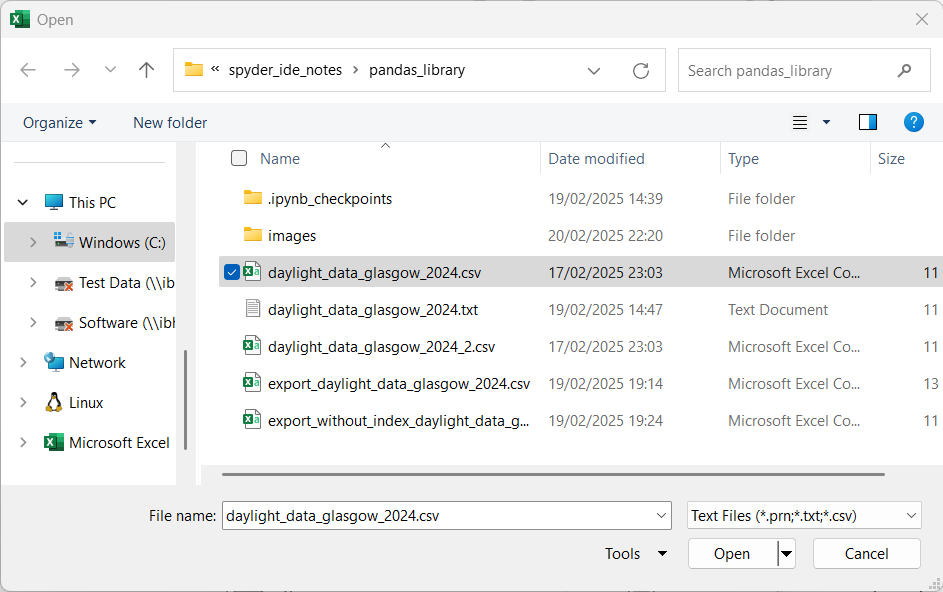 Open
« spyder_ide_notes > pandas_library
Search pandas_library
Organize
New folder
?
Name
Date modified
Type
Size
This PC
Windows (C:)
Test Data (\\ib
Software (\\ibh
Network
Linux
Microsoft Excel
.ipynb_checkpoints 19/02/2025 14:39 File folder
images 20/02/2025 22:20 File folder
daylight_data_glasgow_2024.csv 17/02/2025 23:03 Microsoft Excel Co... 11
daylight_data_glasgow_2024.txt 19/02/2025 14:47 Text Document 11
daylight_data_glasgow_2024_2.csv 17/02/2025 23:03 Microsoft Excel Co... 11
export_daylight_data_glasgow_2024.csv 19/02/2025 19:14 Microsoft Excel Co... 13
export_without_index_daylight_data_g... 19/02/2025 19:24 Microsoft Excel Co... 11
File name: daylight_data_glasgow_2024.csv
Text Files (*.prn;*.txt;*.csv)
Tools
Open
Cancel